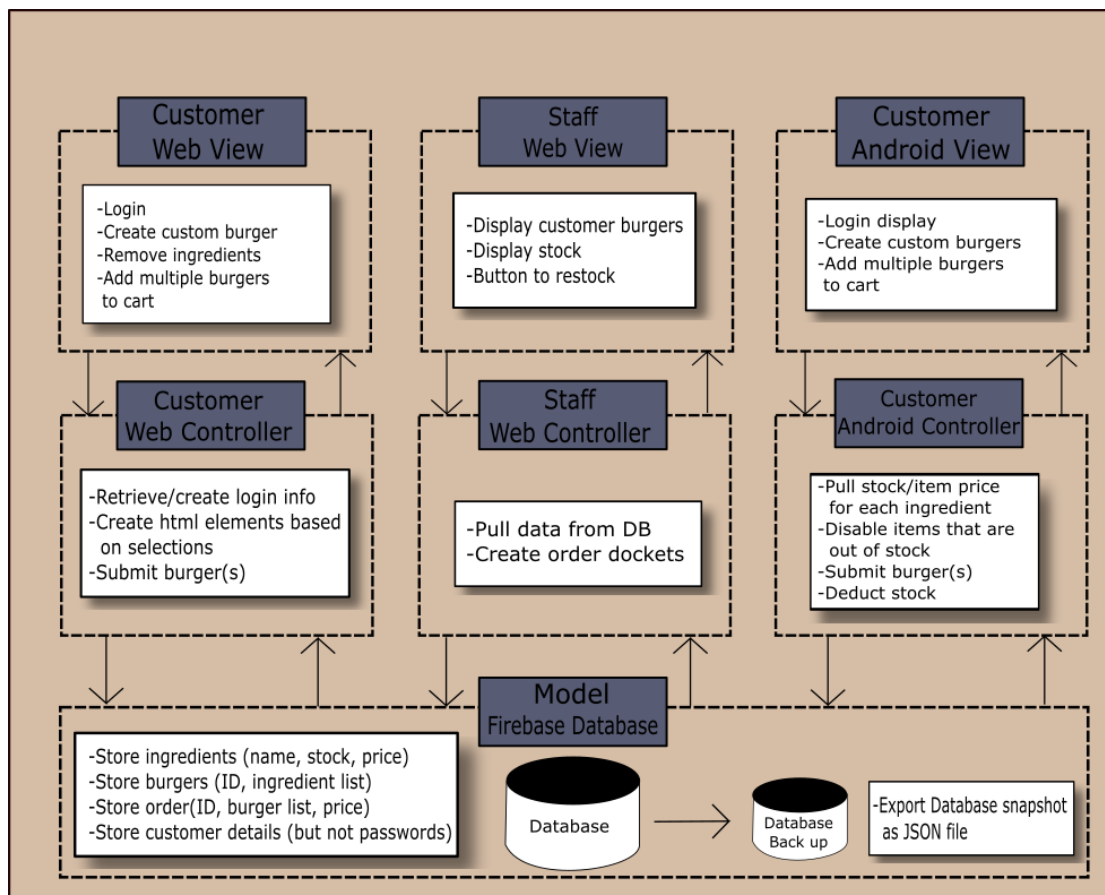 Customer
Web View
-Login
-Create custom burger
-Remove ingredients
-Add multiple burgers
to cart
Staff
Web View
-Display customer burgers
-Display stock
-Button to restock
Customer
Android View
-Login display
-Create custom burgers
-Add multiple burgers
to cart
Customer
Web Controller
-Retrieve/create login info
-Create html elements based
on selections
-Submit burger(s)
Staff
Web Controller
-Pull data from DB
-Create order dockets
Customer
Android Controller
-Pull stock/item price
for each ingredient
-Disable items that are
out of stock
-Submit burger(s)
-Deduct stock
Model
Firebase Database
-Store ingredients (name, stock, price)
-Store burgers (ID, ingredient list)
-Store order(ID, burger list, price)
-Store customer details (but not passwords)
Database
Database
Back up
-Export Database snapshot
as JSON file